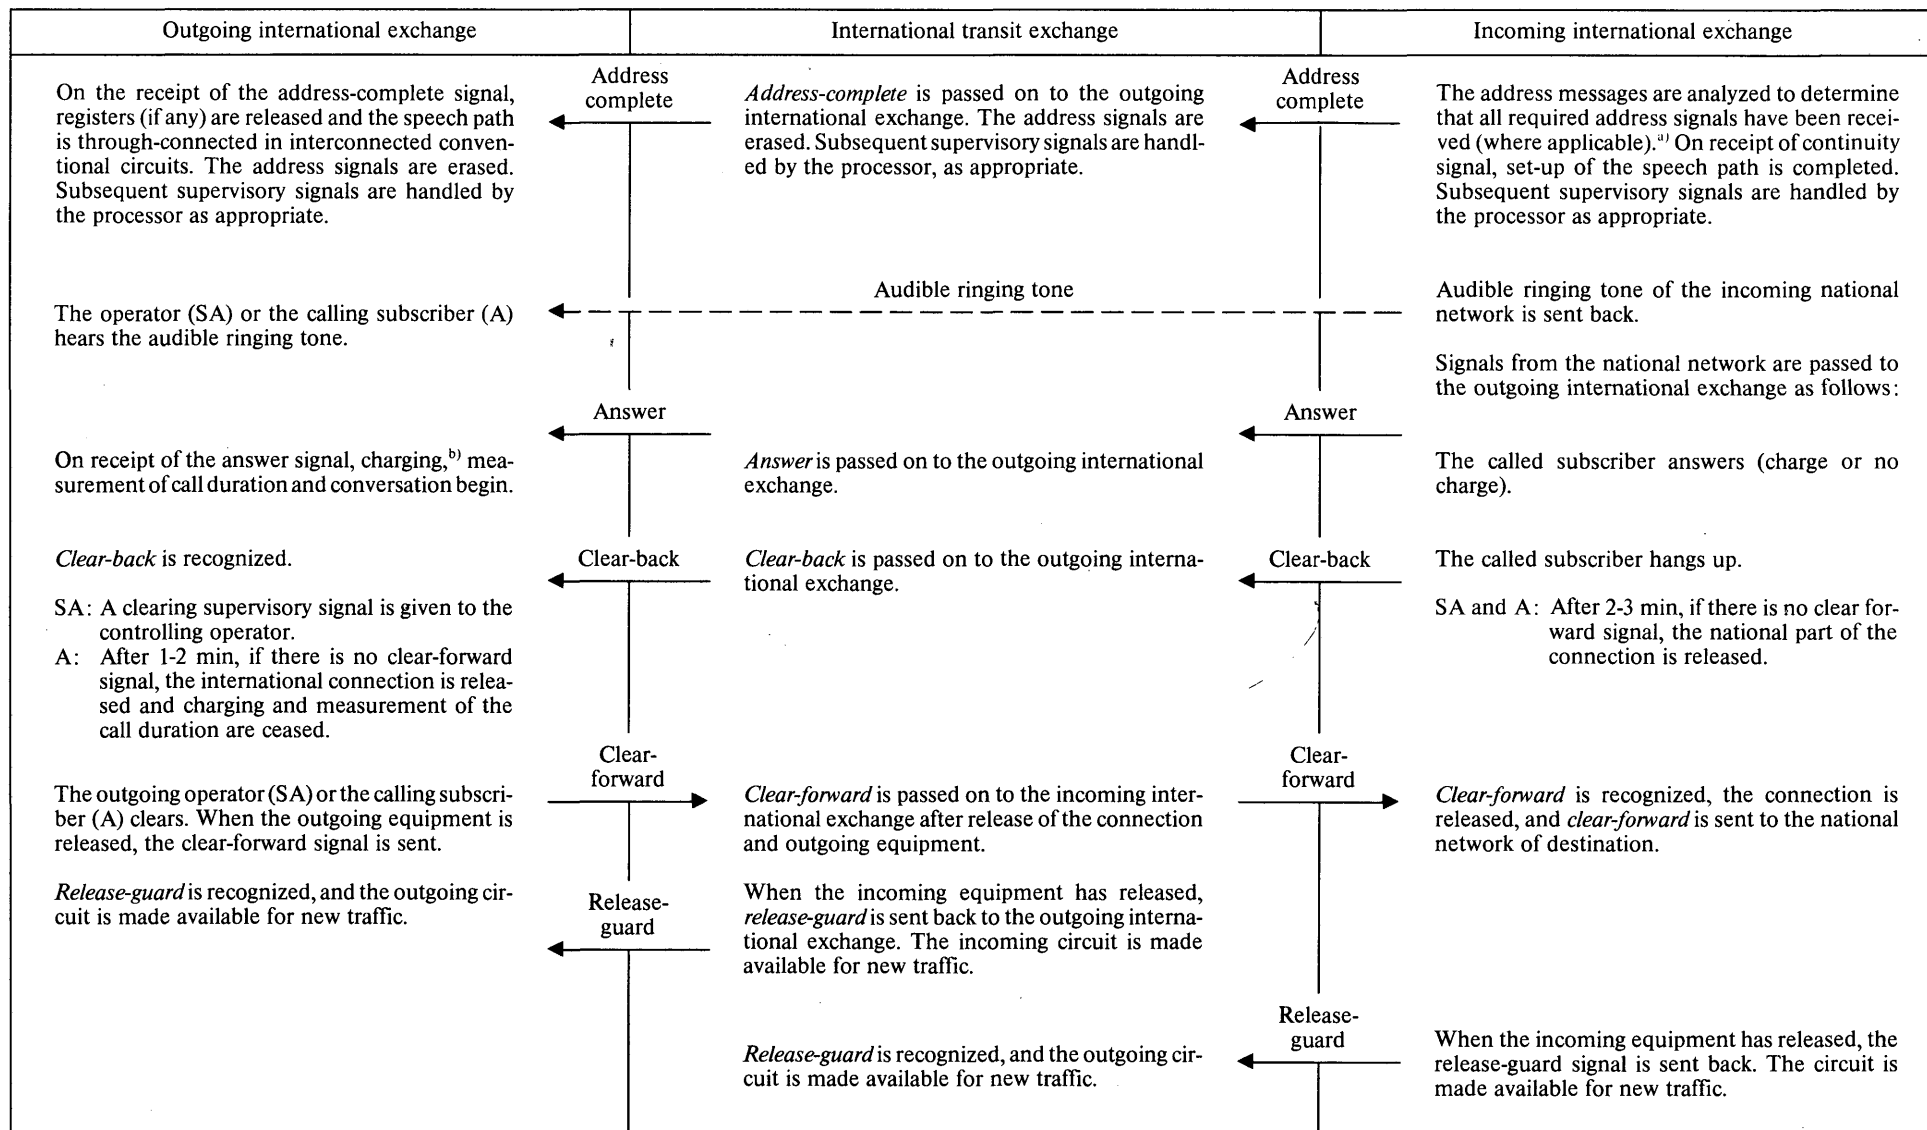 Outgoing international exchange
International transit exchange
Incoming international exchange
On the receipt of the address-complete signal,
registers (if any) are released and the speech path
is through-connected in interconnected conven-
tional circuits. The address signals are erased.
Subsequent supervisory signals are handled by
the processor as appropriate.
Address
complete
Address-complete is passed on to the outgoing
international exchange. The address signals are
erased. Subsequent supervisory signals are handl-
ed by the processor, as appropriate.
Address
complete
The address messages are analyzed to determine
that all required address signals have been recei-
ved (where applicable).a) On receipt of continuity
signal, set-up of the speech path is completed.
Subsequent supervisory signals are handled by
the processor as appropriate.
The operator (SA) or the calling subscriber (A)
hears the audible ringing tone.
Audible ringing tone
Audible ringing tone of the incoming national
network is sent back.
Signals from the national network are passed to
the outgoing international exchange as follows:
On receipt of the answer signal, charging,b) mea-
surement of call duration and conversation begin.
Answer
Answer is passed on to the outgoing international
exchange.
Answer
The called subscriber answers (charge or no
charge).
Clear-back is recognized.
SA: A clearing supervisory signal is given to the
controlling operator.
A: After 1-2 min, if there is no clear-forward
signal, the international connection is relea-
sed and charging and measurement of the
call duration are ceased.
Clear-back
Clear-back is passed on to the outgoing interna-
tional exchange.
Clear-back
The called subscriber hangs up.
SA and A: After 2-3 min, if there is no clear for-
ward signal, the national part of the
connection is released.
The outgoing operator (SA) or the calling subscri-
ber (A) clears. When the outgoing equipment is
released, the clear-forward signal is sent.
Clear-
forward
Clear-forward is passed on to the incoming inter-
national exchange after release of the connection
and outgoing equipment.
Clear-
forward
Clear-forward is recognized, the connection is
released, and clear-forward is sent to the national
network of destination.
Release-guard is recognized, and the outgoing cir-
cuit is made available for new traffic.
Release-
guard
When the incoming equipment has released,
release-guard is sent back to the outgoing interna-
tional exchange. The incoming circuit is made
available for new traffic.
Release-guard is recognized, and the outgoing cir-
cuit is made available for new traffic.
Release-
guard
When the incoming equipment has released, the
release-guard signal is sent back. The circuit is
made available for new traffic.